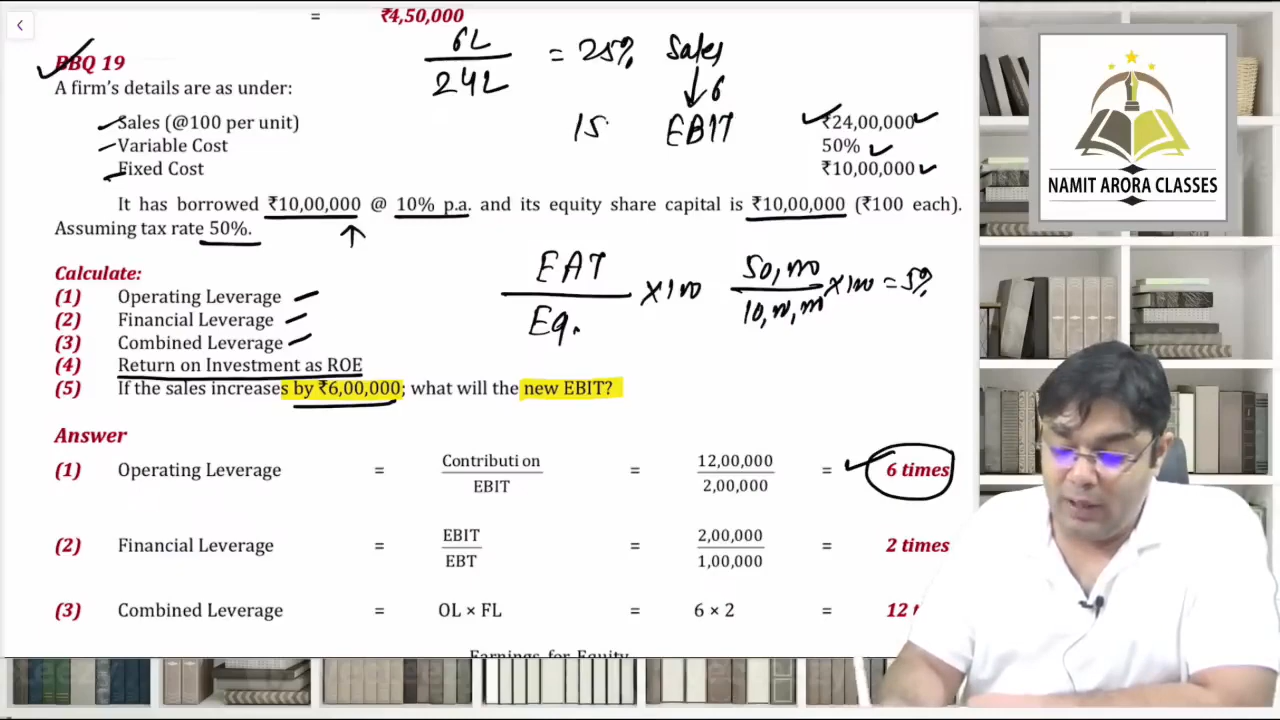 = ₹4,50,000
6L
24L
= 25% Sales
6
15 EBIT
BBQ 19
A firm's details are as under:
Sales (@100 per unit) ₹24,00,000
Variable Cost 50%
Fixed Cost ₹10,00,000
It has borrowed ₹10,00,000 @ 10% p.a. and its equity share capital is ₹10,00,000 (₹100 each).
Assuming tax rate 50%.
Calculate:
(1) Operating Leverage
(2) Financial Leverage
(3) Combined Leverage
(4) Return on Investment as ROE
(5) If the sales increases by ₹6,00,000; what will the new EBIT?
EAT
Eq.
×100
50,000
10,00,000
×100 = 5%
Answer
(1) Operating Leverage = Contribution / EBIT = 12,00,000 / 2,00,000 = 6 times
(2) Financial Leverage = EBIT / EBT = 2,00,000 / 1,00,000 = 2 times
(3) Combined Leverage = OL × FL = 6 × 2 = 12
Earnings for Equity
NAMIT ARORA CLASSES